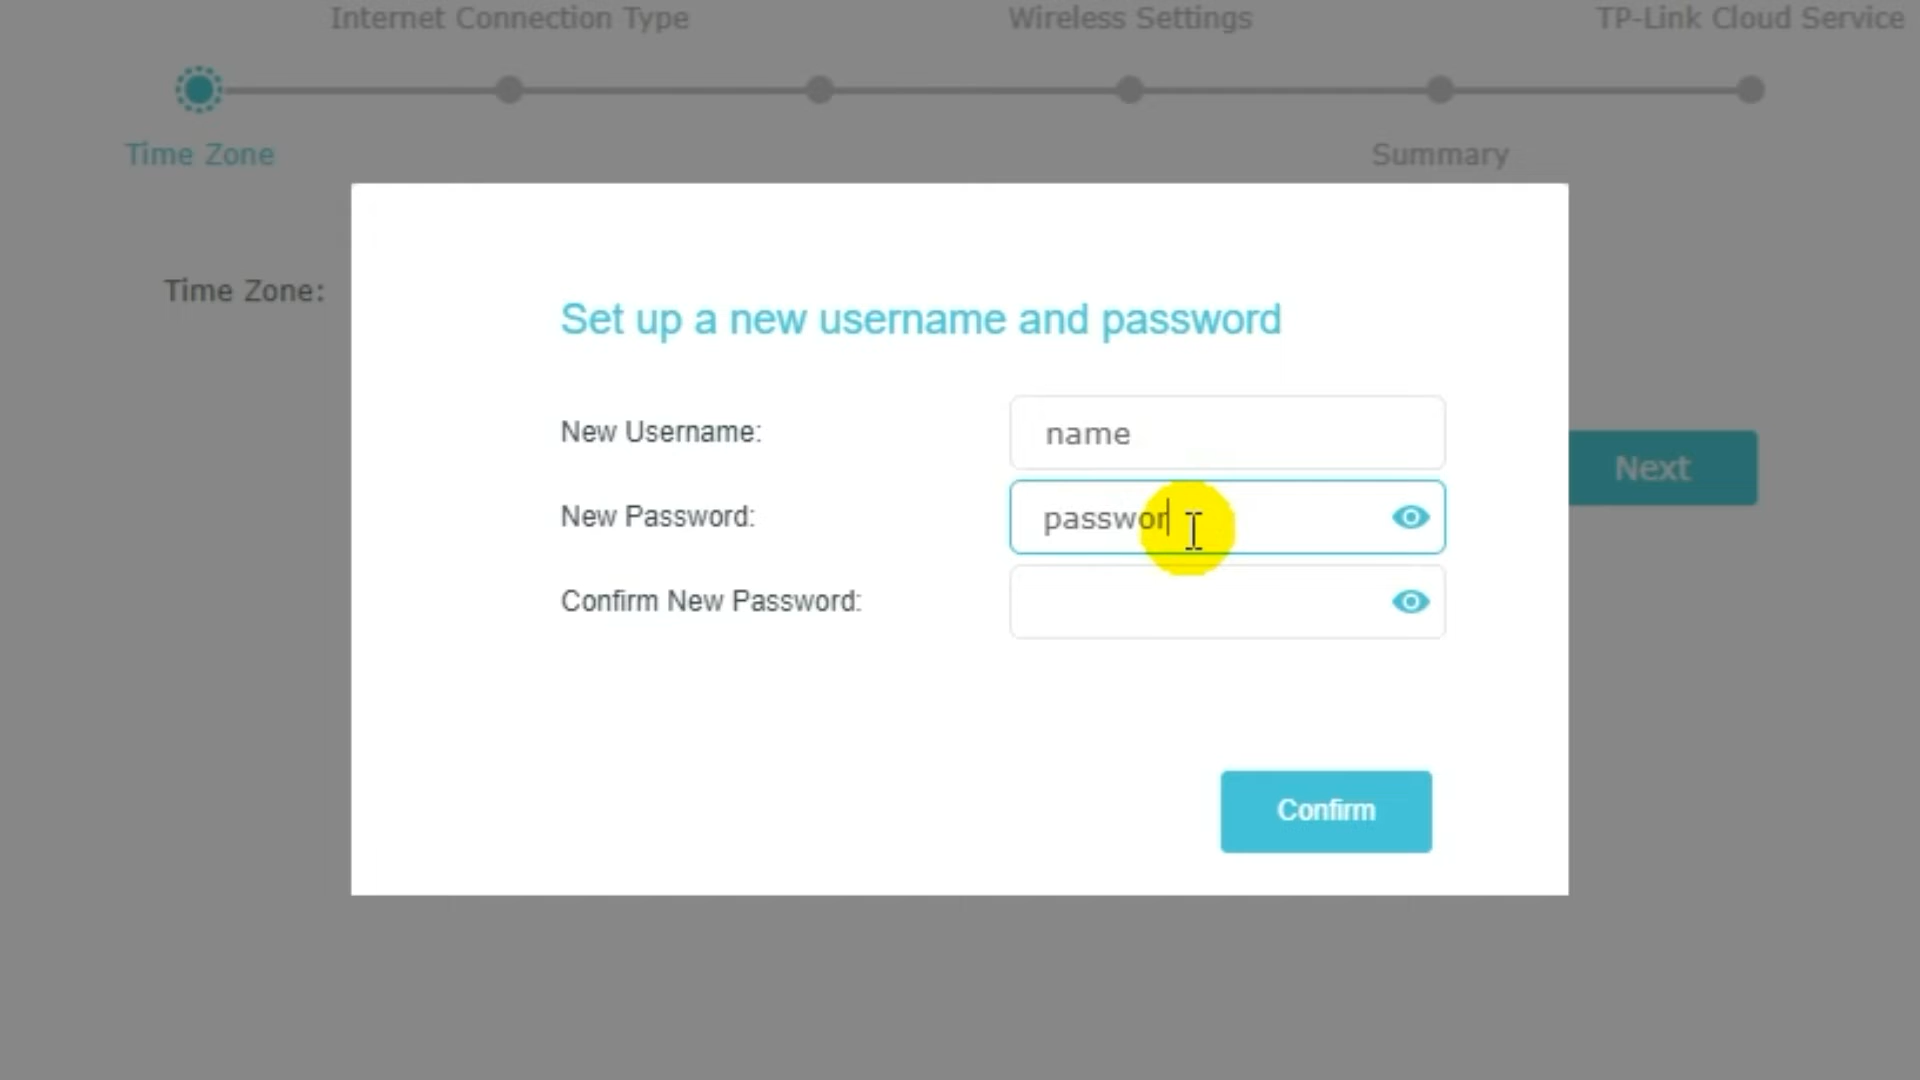 Internet Connection Type
Wireless Settings
TP-Link Cloud Service
Time Zone
Summary
Time Zone:
Set up a new username and password
New Username:
name
Next
New Password:
passwor
Confirm New Password:
Confirm